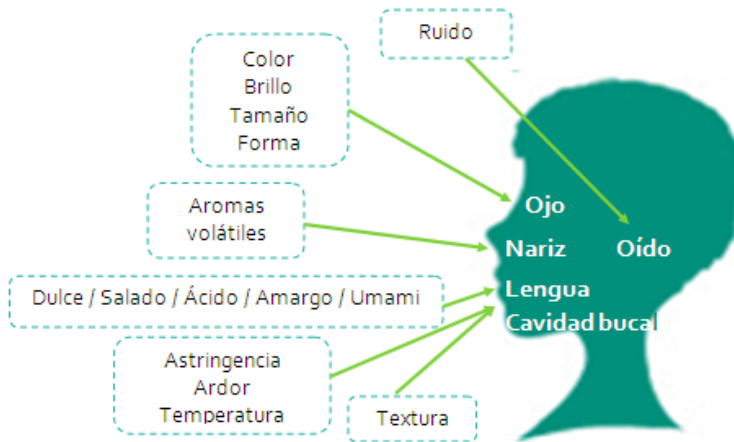 Ruido
Color
Brillo
Tamaño
Forma
Ojo
Aromas
volátiles
Nariz
Oído
Dulce / Salado / Ácido / Amargo / Umami
Lengua
Cavidad bucal
Astringencia
Ardor
Temperatura
Textura